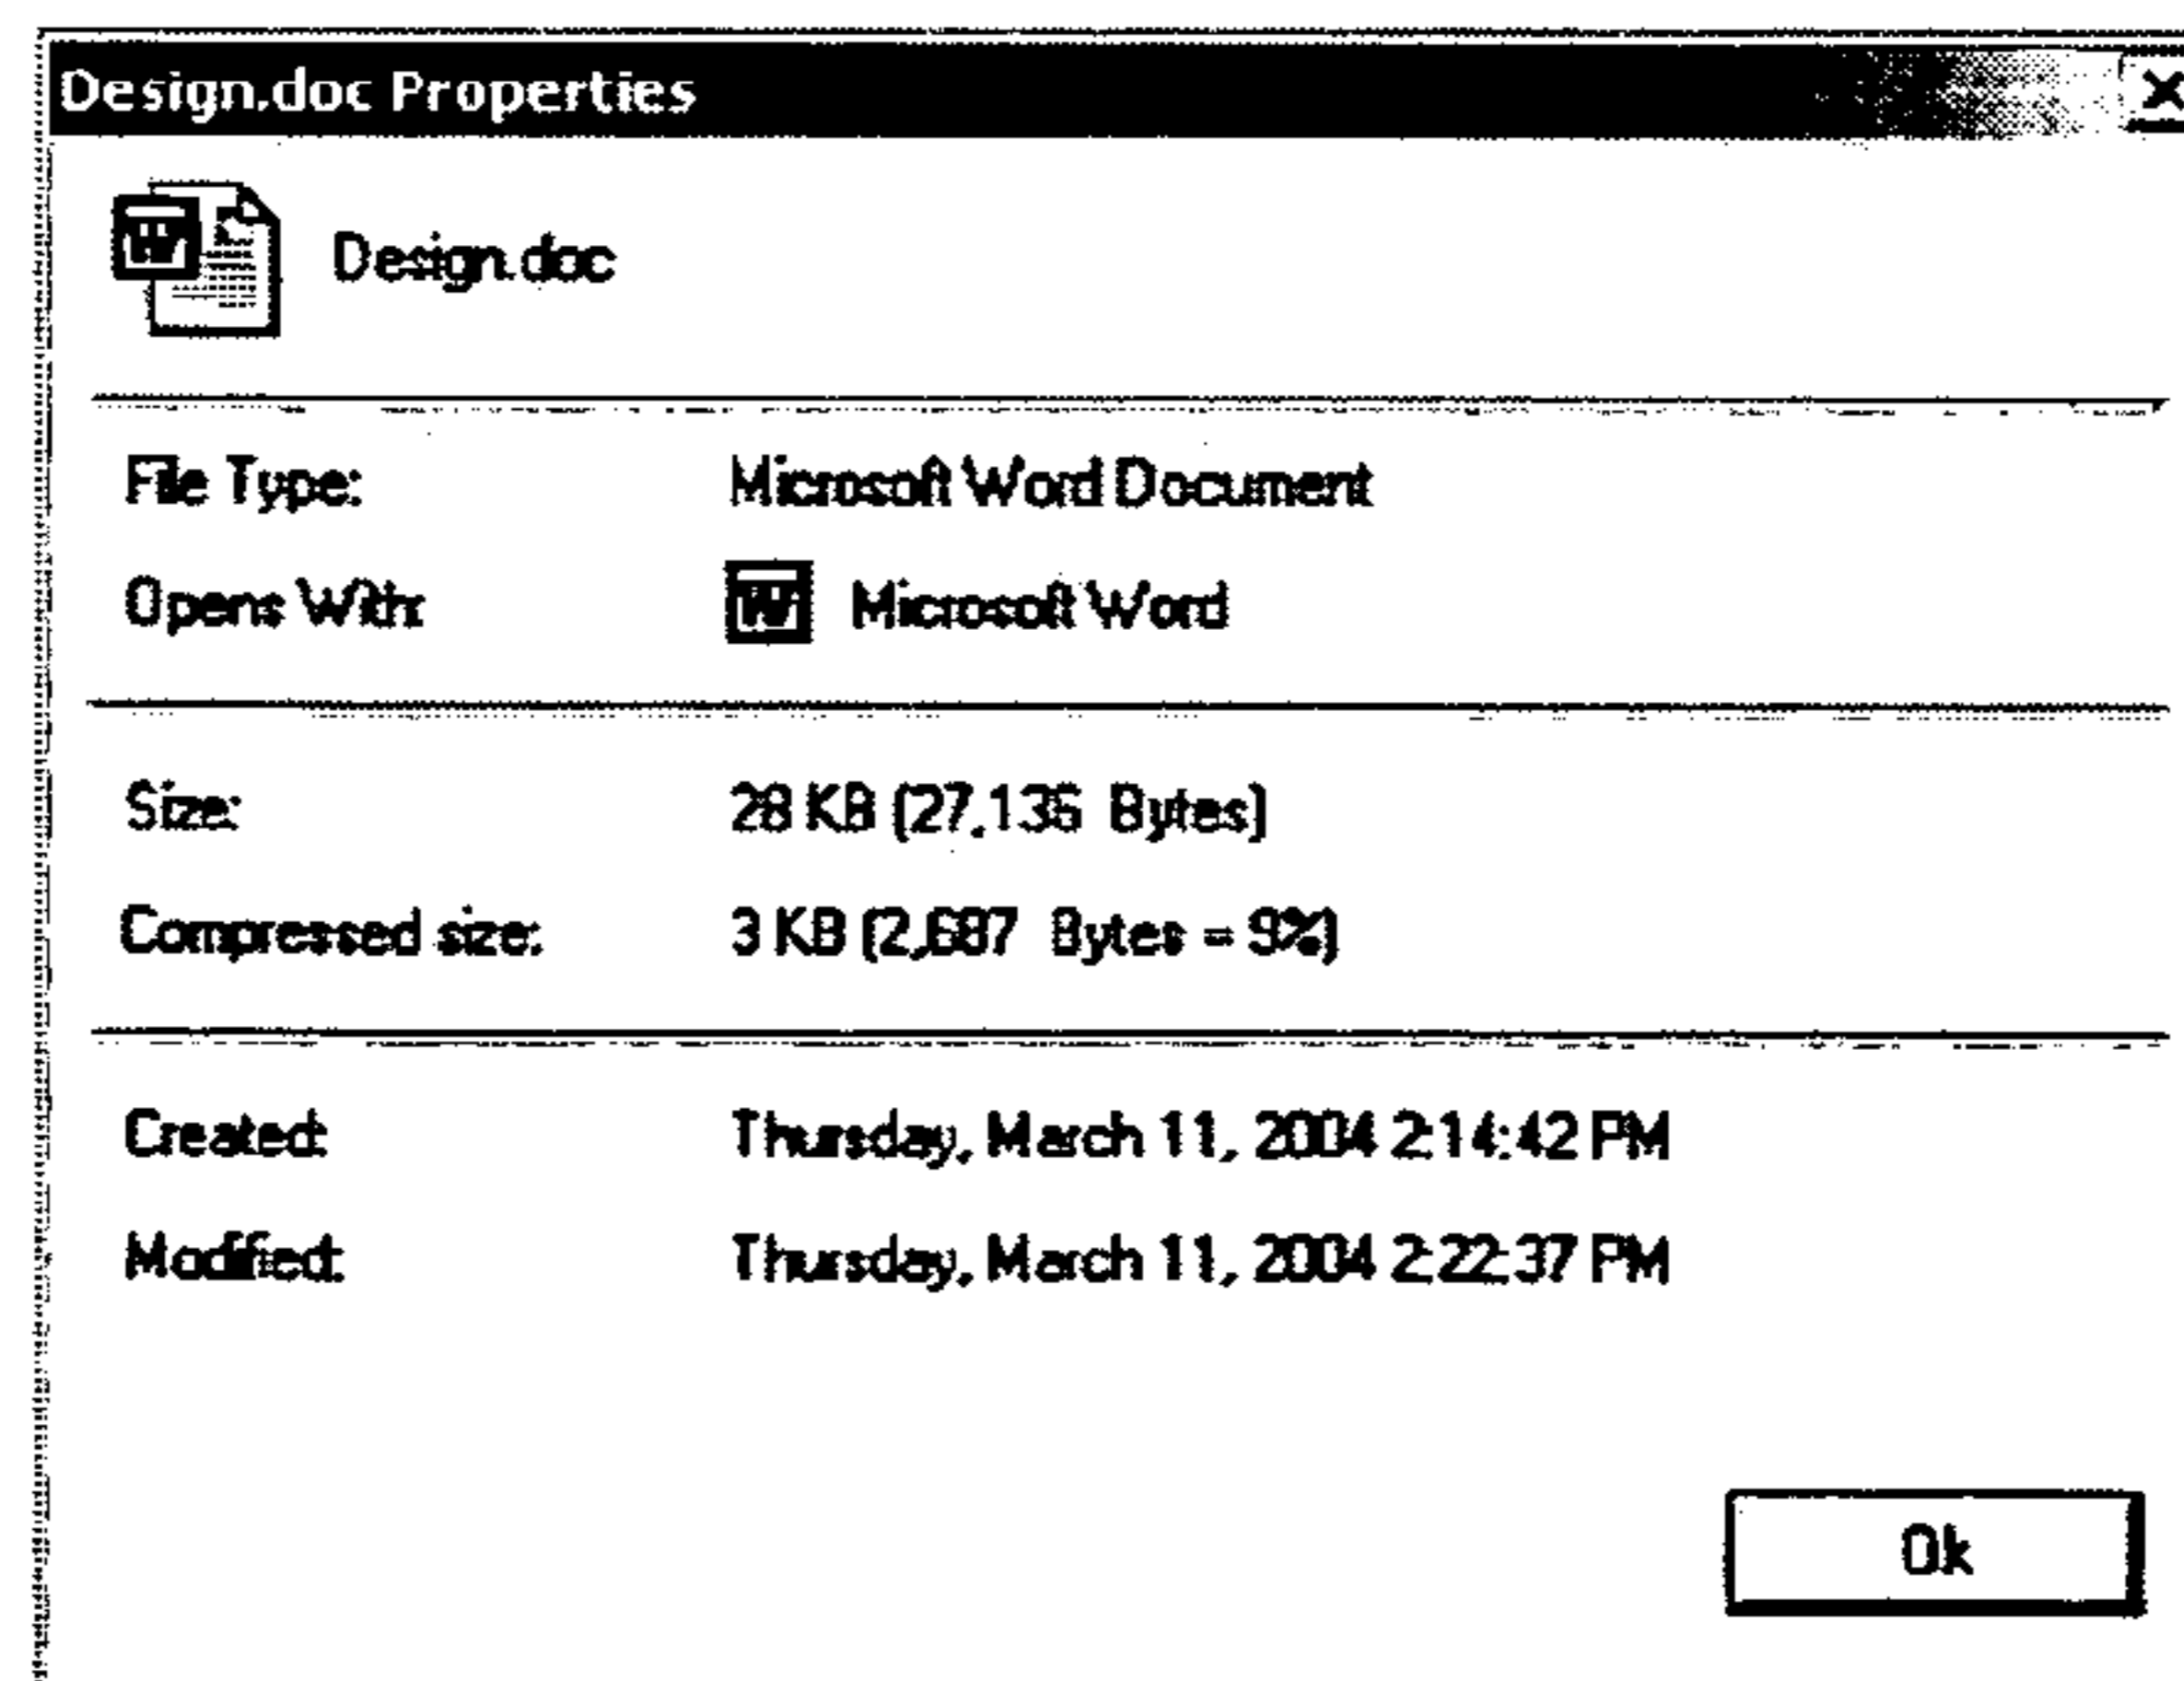 Design.doc Properties
Design.doc
File Type: Microsoft Word Document
Opens With: Microsoft Word
Size: 28 KB (27,136 Bytes)
Compressed size: 3 KB (2,687 Bytes = 9%)
Created: Thursday, March 11, 2004 2:14:42 PM
Modified: Thursday, March 11, 2004 2:22:37 PM
Ok